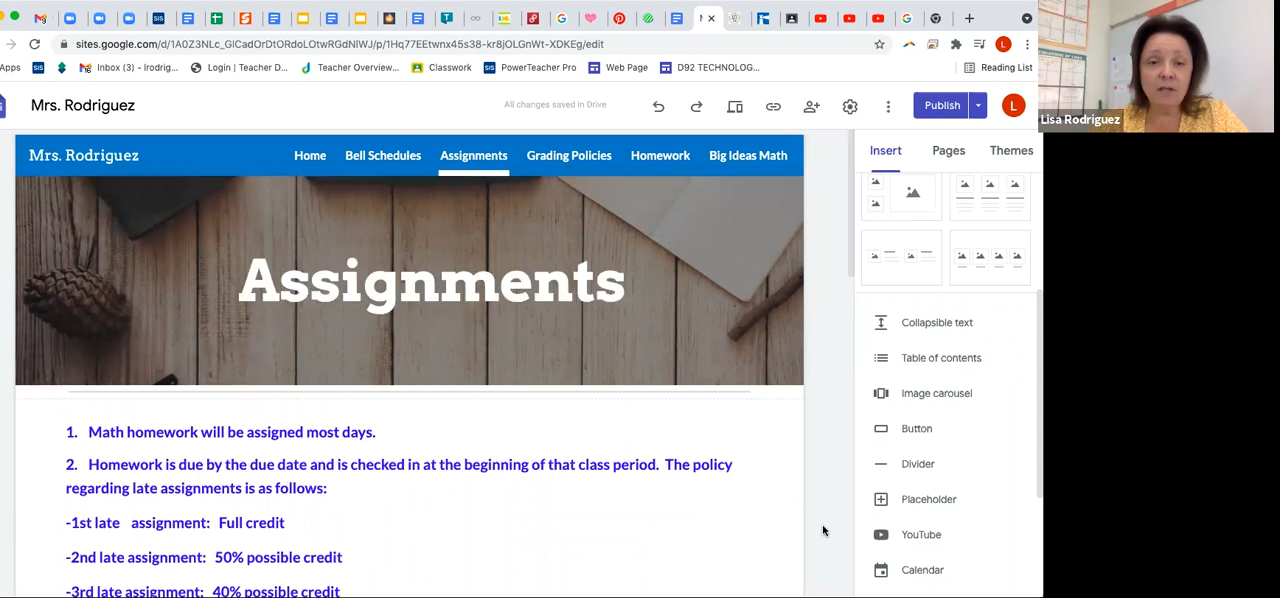 sites.google.com/d/1A0Z3NLc_GlCadOrDtORdoLOtwRGdNIWJ/p/1Hq77EEtwnx45s38-kr8jOLGnWt-XDKEg/edit
Apps
SIS
Inbox (3) – lrodrig...
Login | Teacher D...
Teacher Overview...
Classwork
SIS
PowerTeacher Pro
Web Page
D92 TECHNOLOG...
Reading List
Mrs. Rodriguez
All changes saved in Drive
Publish
L
Lisa Rodriguez
Mrs. Rodriguez
Home
Bell Schedules
Assignments
Grading Policies
Homework
Big Ideas Math
Insert
Pages
Themes
Assignments
Collapsible text
Table of contents
Image carousel
Button
Divider
Placeholder
YouTube
Calendar
1. Math homework will be assigned most days.
2. Homework is due by the due date and is checked in at the beginning of that class period. The policy
regarding late assignments is as follows:
-1st late assignment: Full credit
-2nd late assignment: 50% possible credit
-3rd late assignment: 40% possible credit